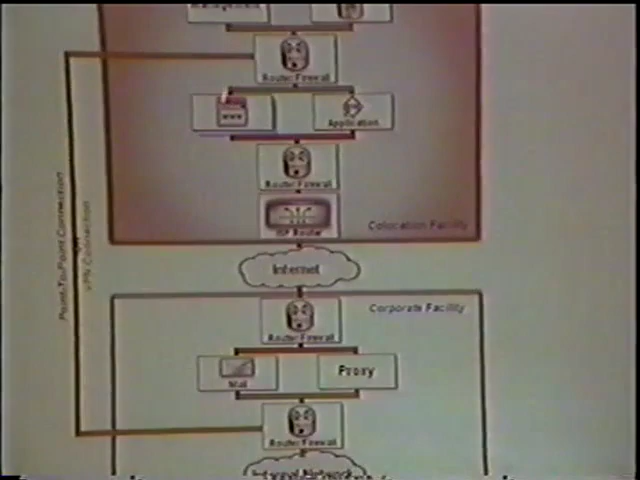 Management
Router/Firewall
WWW
Application
Router/Firewall
ISP Router
Colocation Facility
Point-To-Point Connection
VPN Connection
Internet
Corporate Facility
Router/Firewall
Mail
Proxy
Router/Firewall
Internal Network